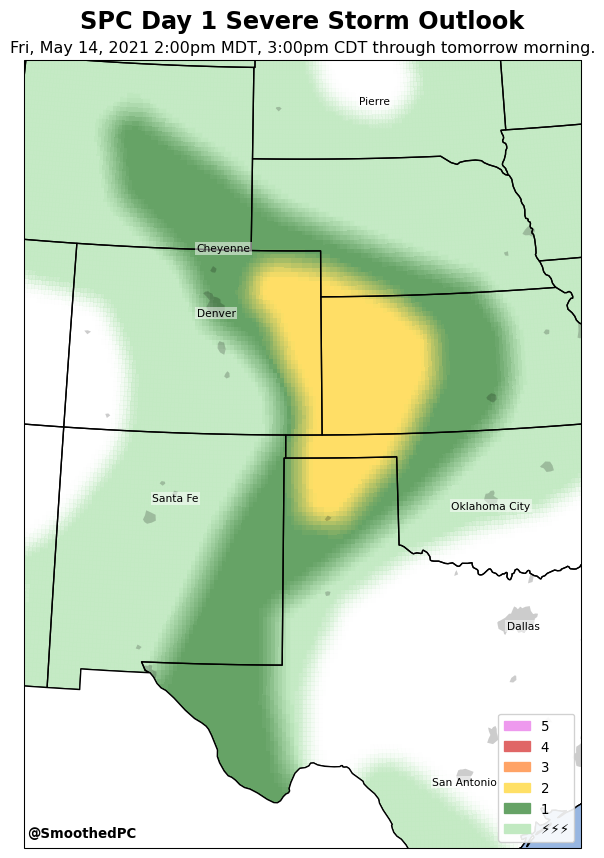 SPC Day 1 Severe Storm Outlook
Fri, May 14, 2021 2:00pm MDT, 3:00pm CDT through tomorrow morning.
Pierre
Cheyenne
Denver
Santa Fe
Oklahoma City
Dallas
San Antonio
5
4
3
2
1
⚡⚡⚡
@SmoothedPC